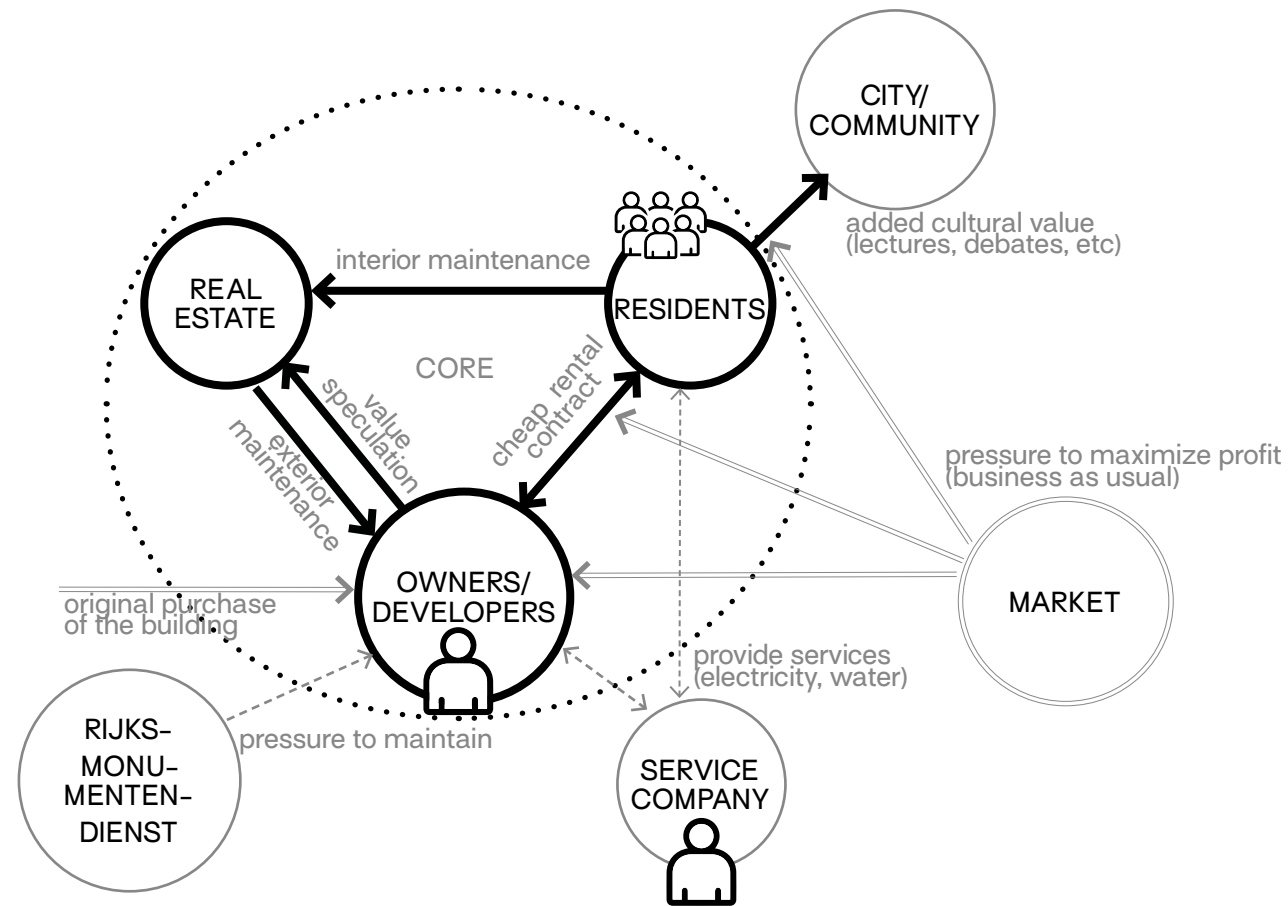 CITY/
COMMUNITY
added cultural value
(lectures, debates, etc)
interior maintenance
REAL
ESTATE
RESIDENTS
CORE
value
speculation
exterior
maintenance
cheap rental
contract
pressure to maximize profit
(business as usual)
MARKET
OWNERS/
DEVELOPERS
original purchase
of the building
provide services
(electricity, water)
pressure to maintain
RIJKS-
MONU-
MENTEN-
DIENST
SERVICE
COMPANY